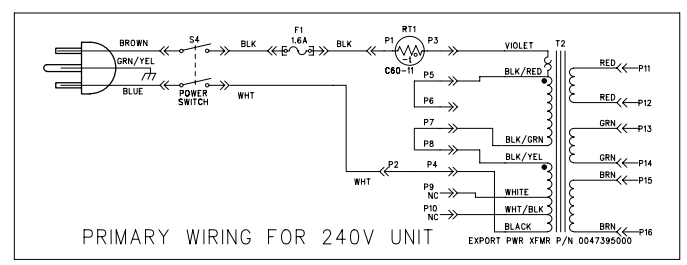 BROWN
S4
BLK
F1
1.6A
BLK
P1
RT1
-t
C60-11
P3
VIOLET
T2
GRN/YEL
BLUE
POWER
SWITCH
WHT
P5
BLK/RED
P6
P7
BLK/GRN
P8
BLK/YEL
WHT
P2
P4
P9
NC
WHITE
P10
NC
WHT/BLK
BLACK
RED
P11
RED
P12
GRN
P13
GRN
P14
BRN
P15
BRN
P16
PRIMARY WIRING FOR 240V UNIT
EXPORT PWR XFMR P/N 0047395000